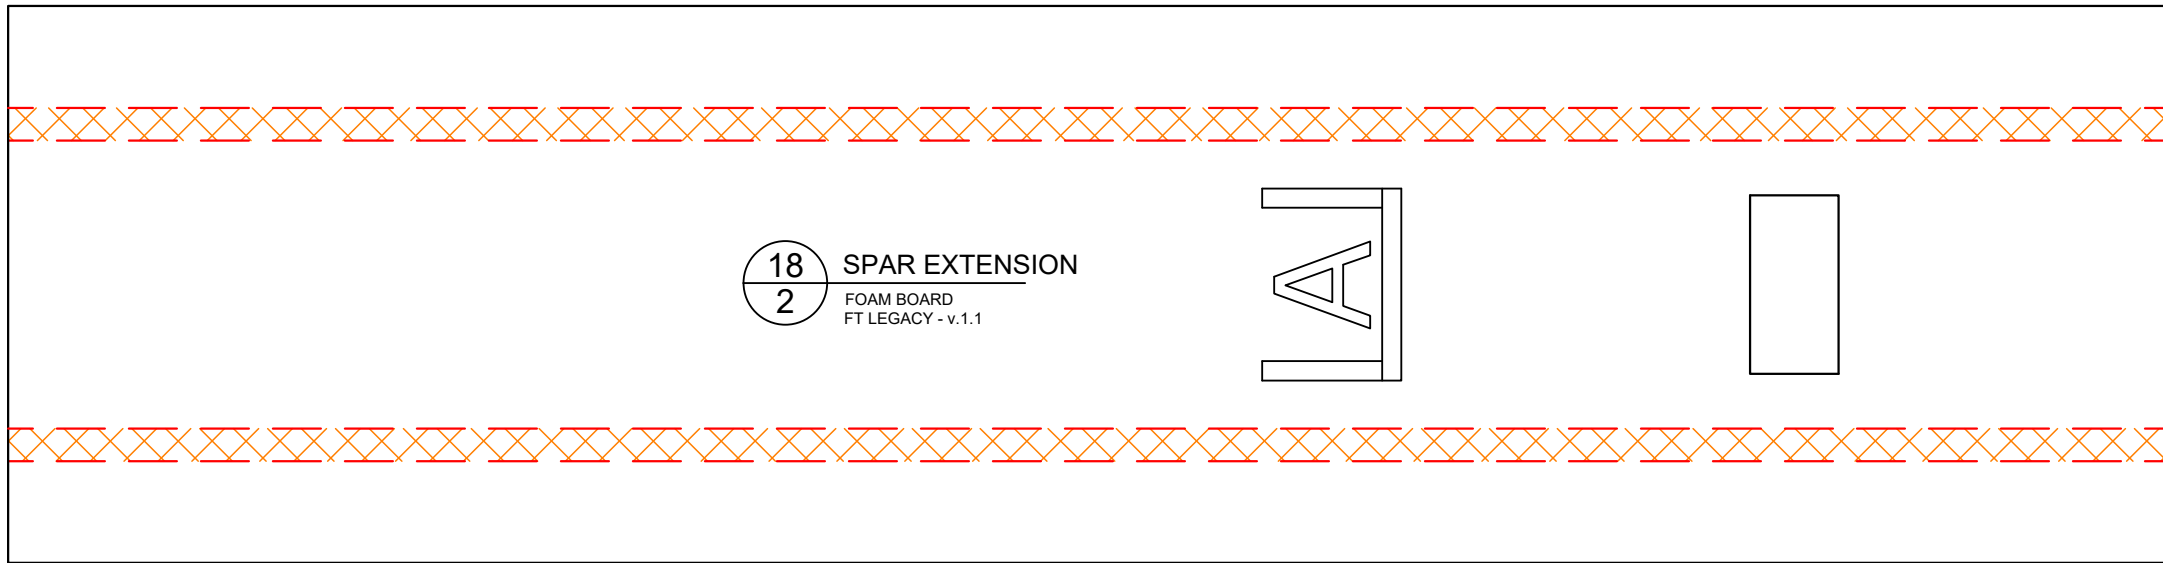 18
2
SPAR EXTENSION
FOAM BOARD
FT LEGACY - v.1.1
A